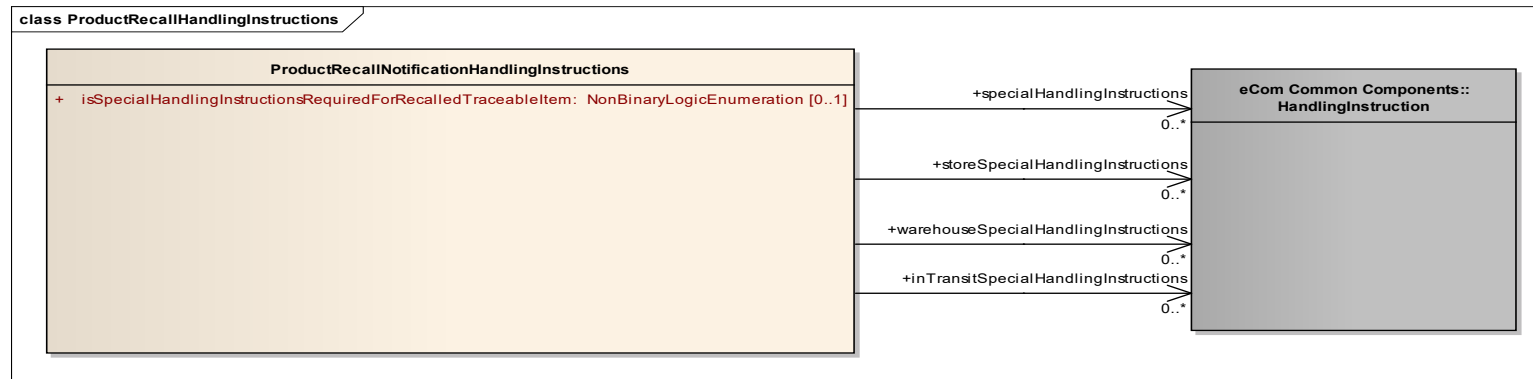 class ProductRecallHandlingInstructions
ProductRecallNotificationHandlingInstructions
+ isSpecialHandlingInstructionsRequiredForRecalledTraceableItem: NonBinaryLogicEnumeration [0..1]
+specialHandlingInstructions
0..*
+storeSpecialHandlingInstructions
0..*
+warehouseSpecialHandlingInstructions
0..*
+inTransitSpecialHandlingInstructions
0..*
eCom Common Components::
HandlingInstruction